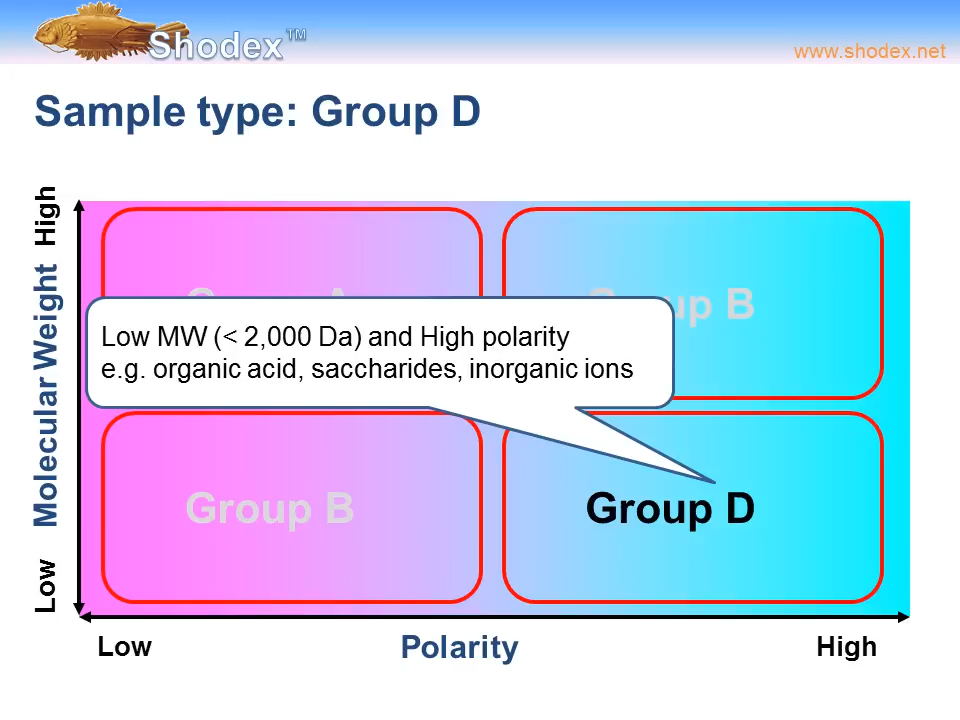 Shodex™
www.shodex.net
Sample type: Group D
High
Molecular Weight
Low
Group B
Low MW (< 2,000 Da) and High polarity
e.g. organic acid, saccharides, inorganic ions
Group B
Group D
Low
Polarity
High